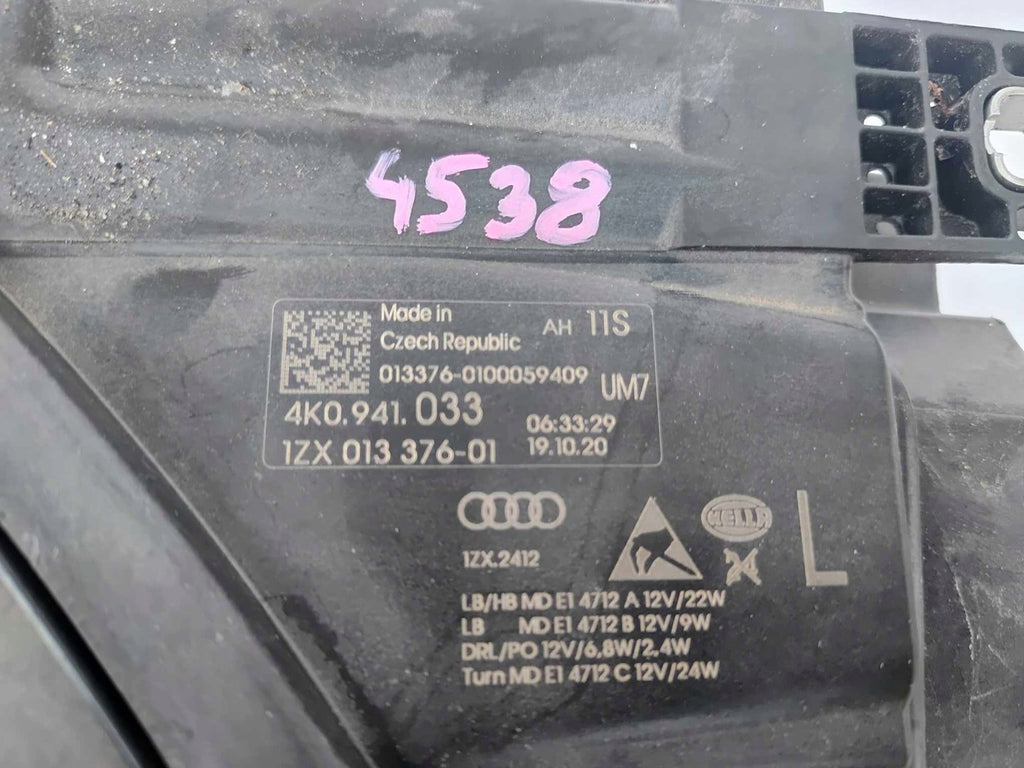 4538
Made in
Czech Republic
AH 11S
013376-0100059409
UM7
4K0.941.033
06:33:29
1ZX 013 376-01
19.10.20
HELLA
1ZX.2412
L
LB/HB MD E1 4712 A 12V/22W
LB MD E1 4712 B 12V/9W
DRL/PO 12V/6,8W/2,4W
Turn MD E1 4712 C 12V/24W